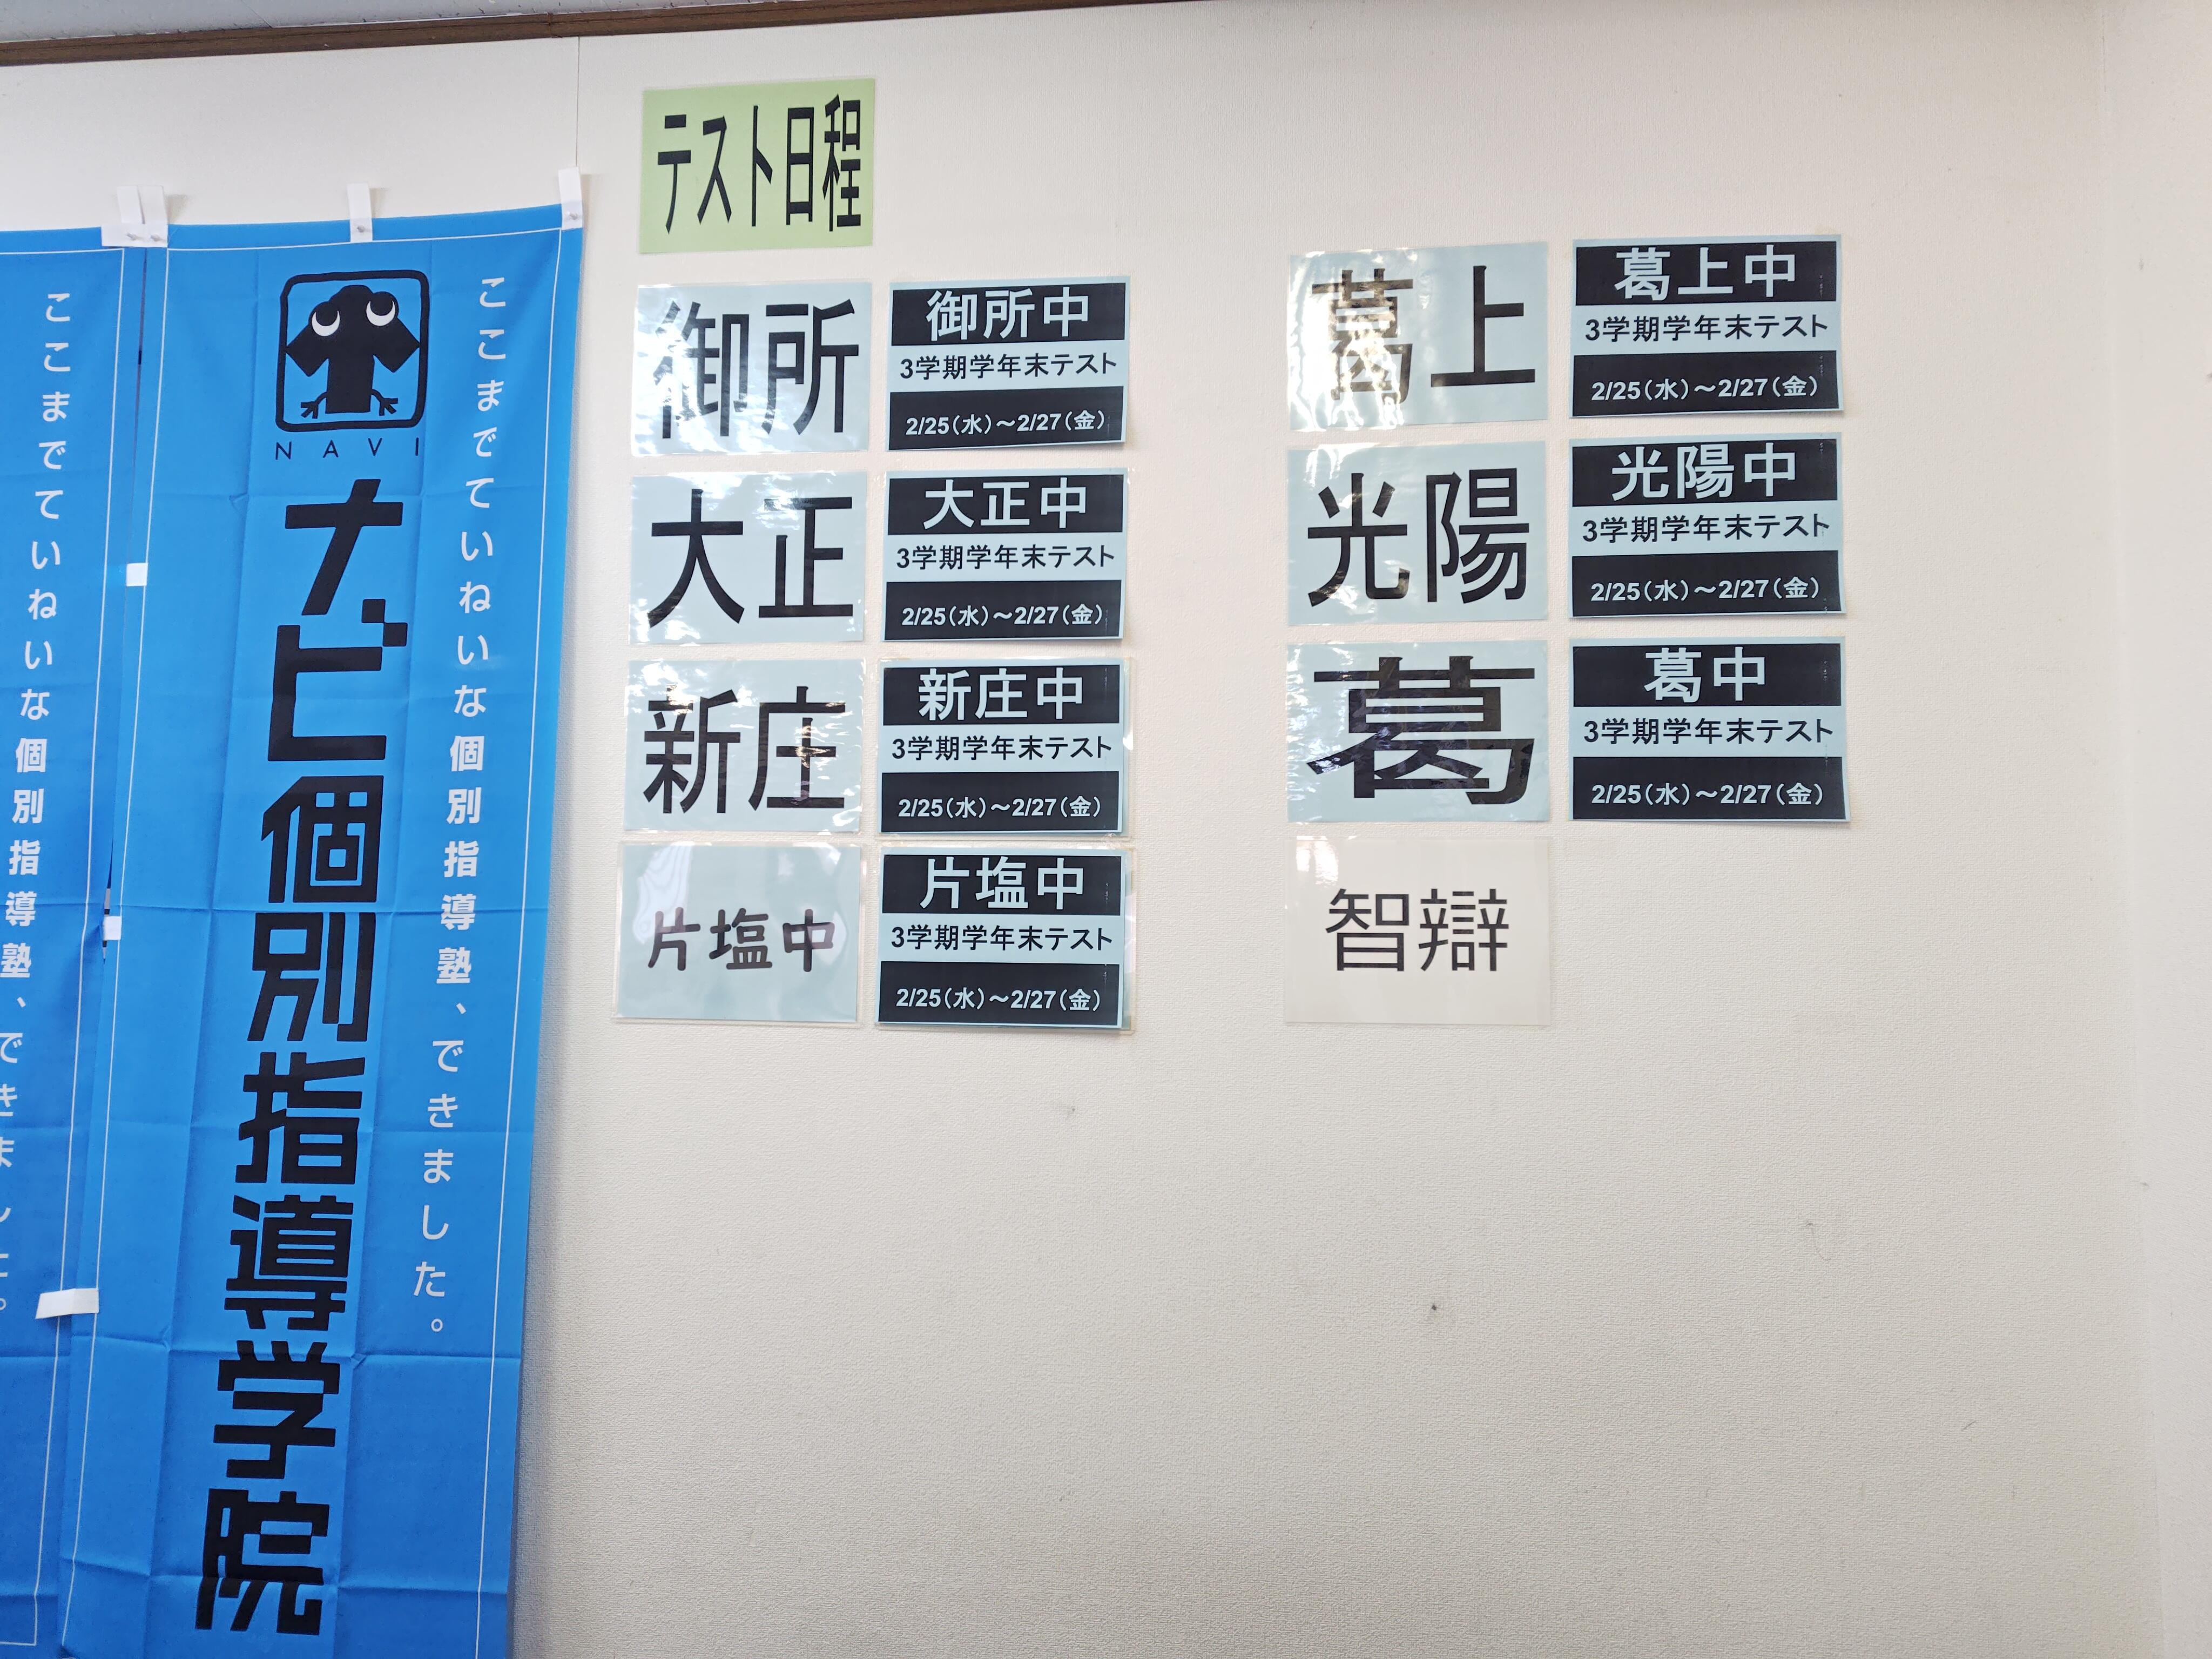 ここまでていねいな個別指導塾、できました。
NAVI
ナビ個別指導学院
ここまでていねいな個別指導塾、できました。
テスト日程
御所
御所中
3学期学年末テスト
2/25(水)～2/27(金)
大正
大正中
3学期学年末テスト
2/25(水)～2/27(金)
新庄
新庄中
3学期学年末テスト
2/25(水)～2/27(金)
片塩中
片塩中
3学期学年末テスト
2/25(水)～2/27(金)
葛上
葛上中
3学期学年末テスト
2/25(水)～2/27(金)
光陽
光陽中
3学期学年末テスト
2/25(水)～2/27(金)
葛
葛中
3学期学年末テスト
2/25(水)～2/27(金)
智辯